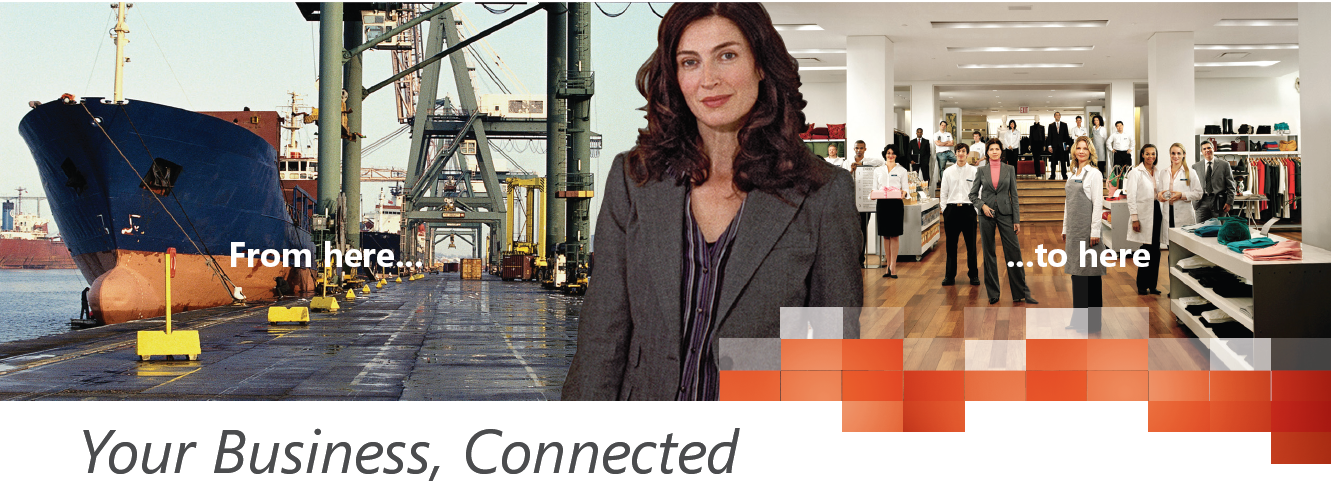 From here...
...to here
Your Business, Connected